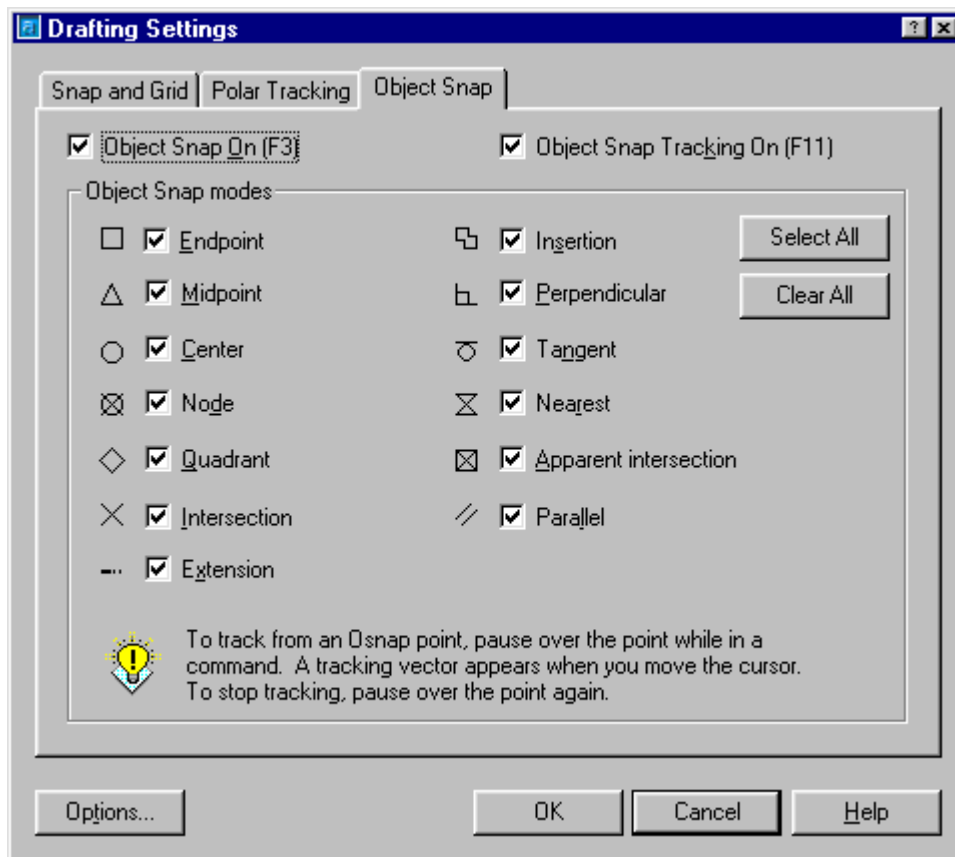 Drafting Settings
Snap and Grid
Polar Tracking
Object Snap
Object Snap On (F3)
Object Snap Tracking On (F11)
Object Snap modes
Endpoint
Insertion
Select All
Midpoint
Perpendicular
Clear All
Center
Tangent
Node
Nearest
Quadrant
Apparent intersection
Intersection
Parallel
Extension
To track from an Osnap point, pause over the point while in a
command. A tracking vector appears when you move the cursor.
To stop tracking, pause over the point again.
Options...
OK
Cancel
Help